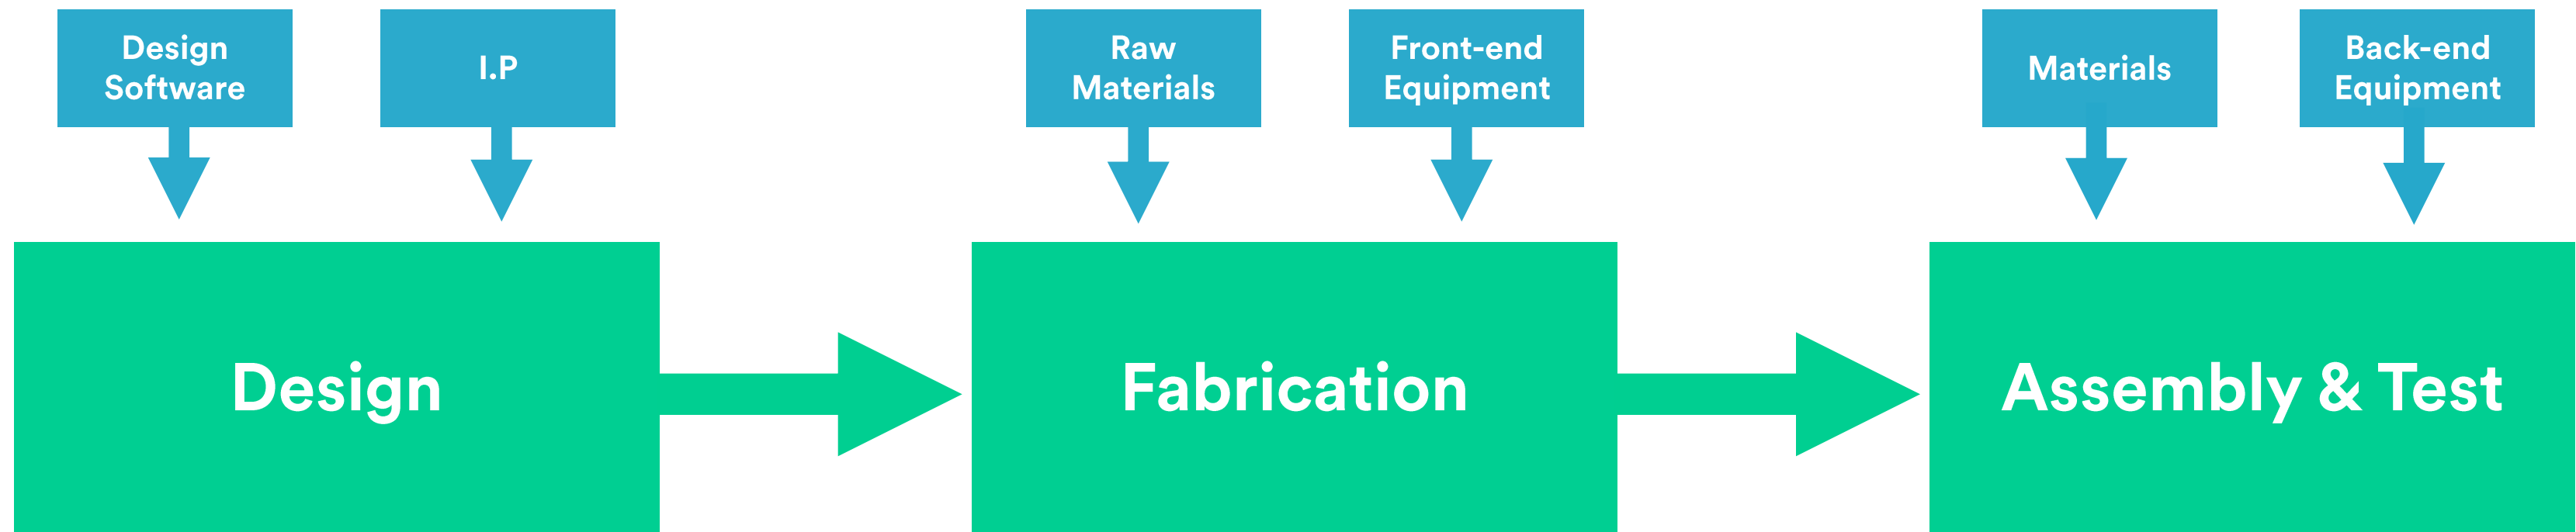 Design
Software
I.P
Raw
Materials
Front-end
Equipment
Materials
Back-end
Equipment
Design
Fabrication
Assembly & Test